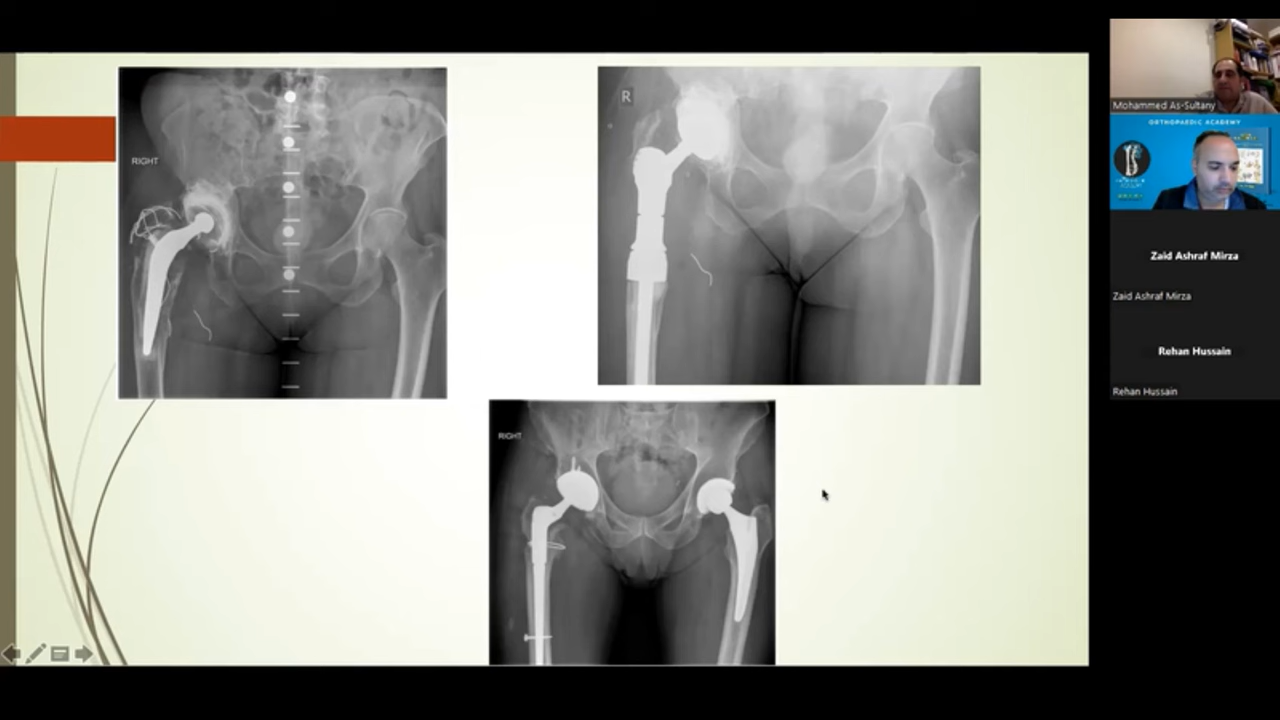 RIGHT
R
RIGHT
Mohammed As-Sultany
ORTHOPAEDIC ACADEMY
Zaid Ashraf Mirza
Zaid Ashraf Mirza
Rehan Hussain
Rehan Hussain